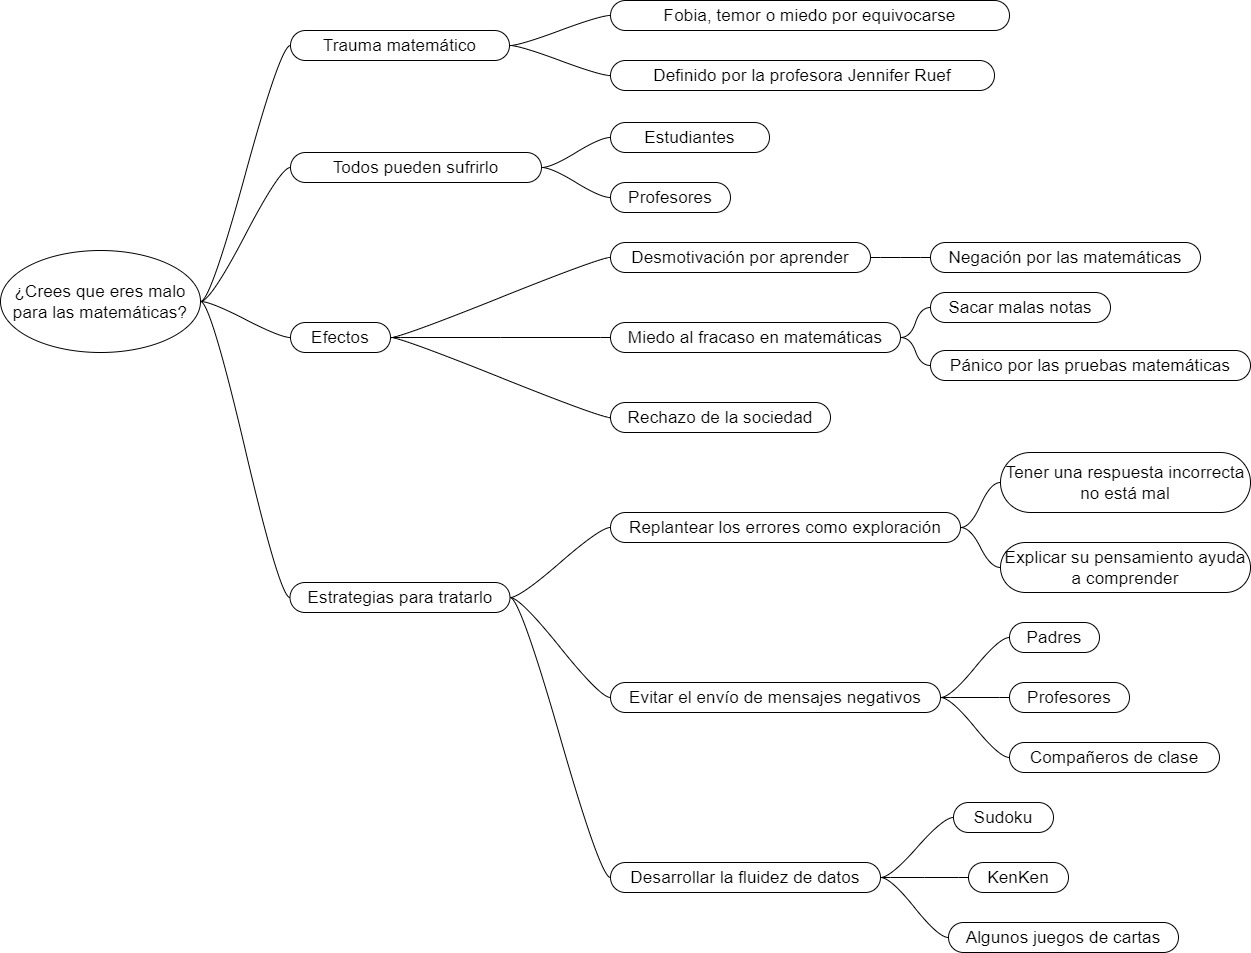 ¿Crees que eres malo
para las matemáticas?
Trauma matemático
Fobia, temor o miedo por equivocarse
Definido por la profesora Jennifer Ruef
Todos pueden sufrirlo
Estudiantes
Profesores
Efectos
Desmotivación por aprender
Negación por las matemáticas
Miedo al fracaso en matemáticas
Sacar malas notas
Pánico por las pruebas matemáticas
Rechazo de la sociedad
Estrategias para tratarlo
Replantear los errores como exploración
Tener una respuesta incorrecta
no está mal
Explicar su pensamiento ayuda
a comprender
Evitar el envío de mensajes negativos
Padres
Profesores
Compañeros de clase
Desarrollar la fluidez de datos
Sudoku
KenKen
Algunos juegos de cartas